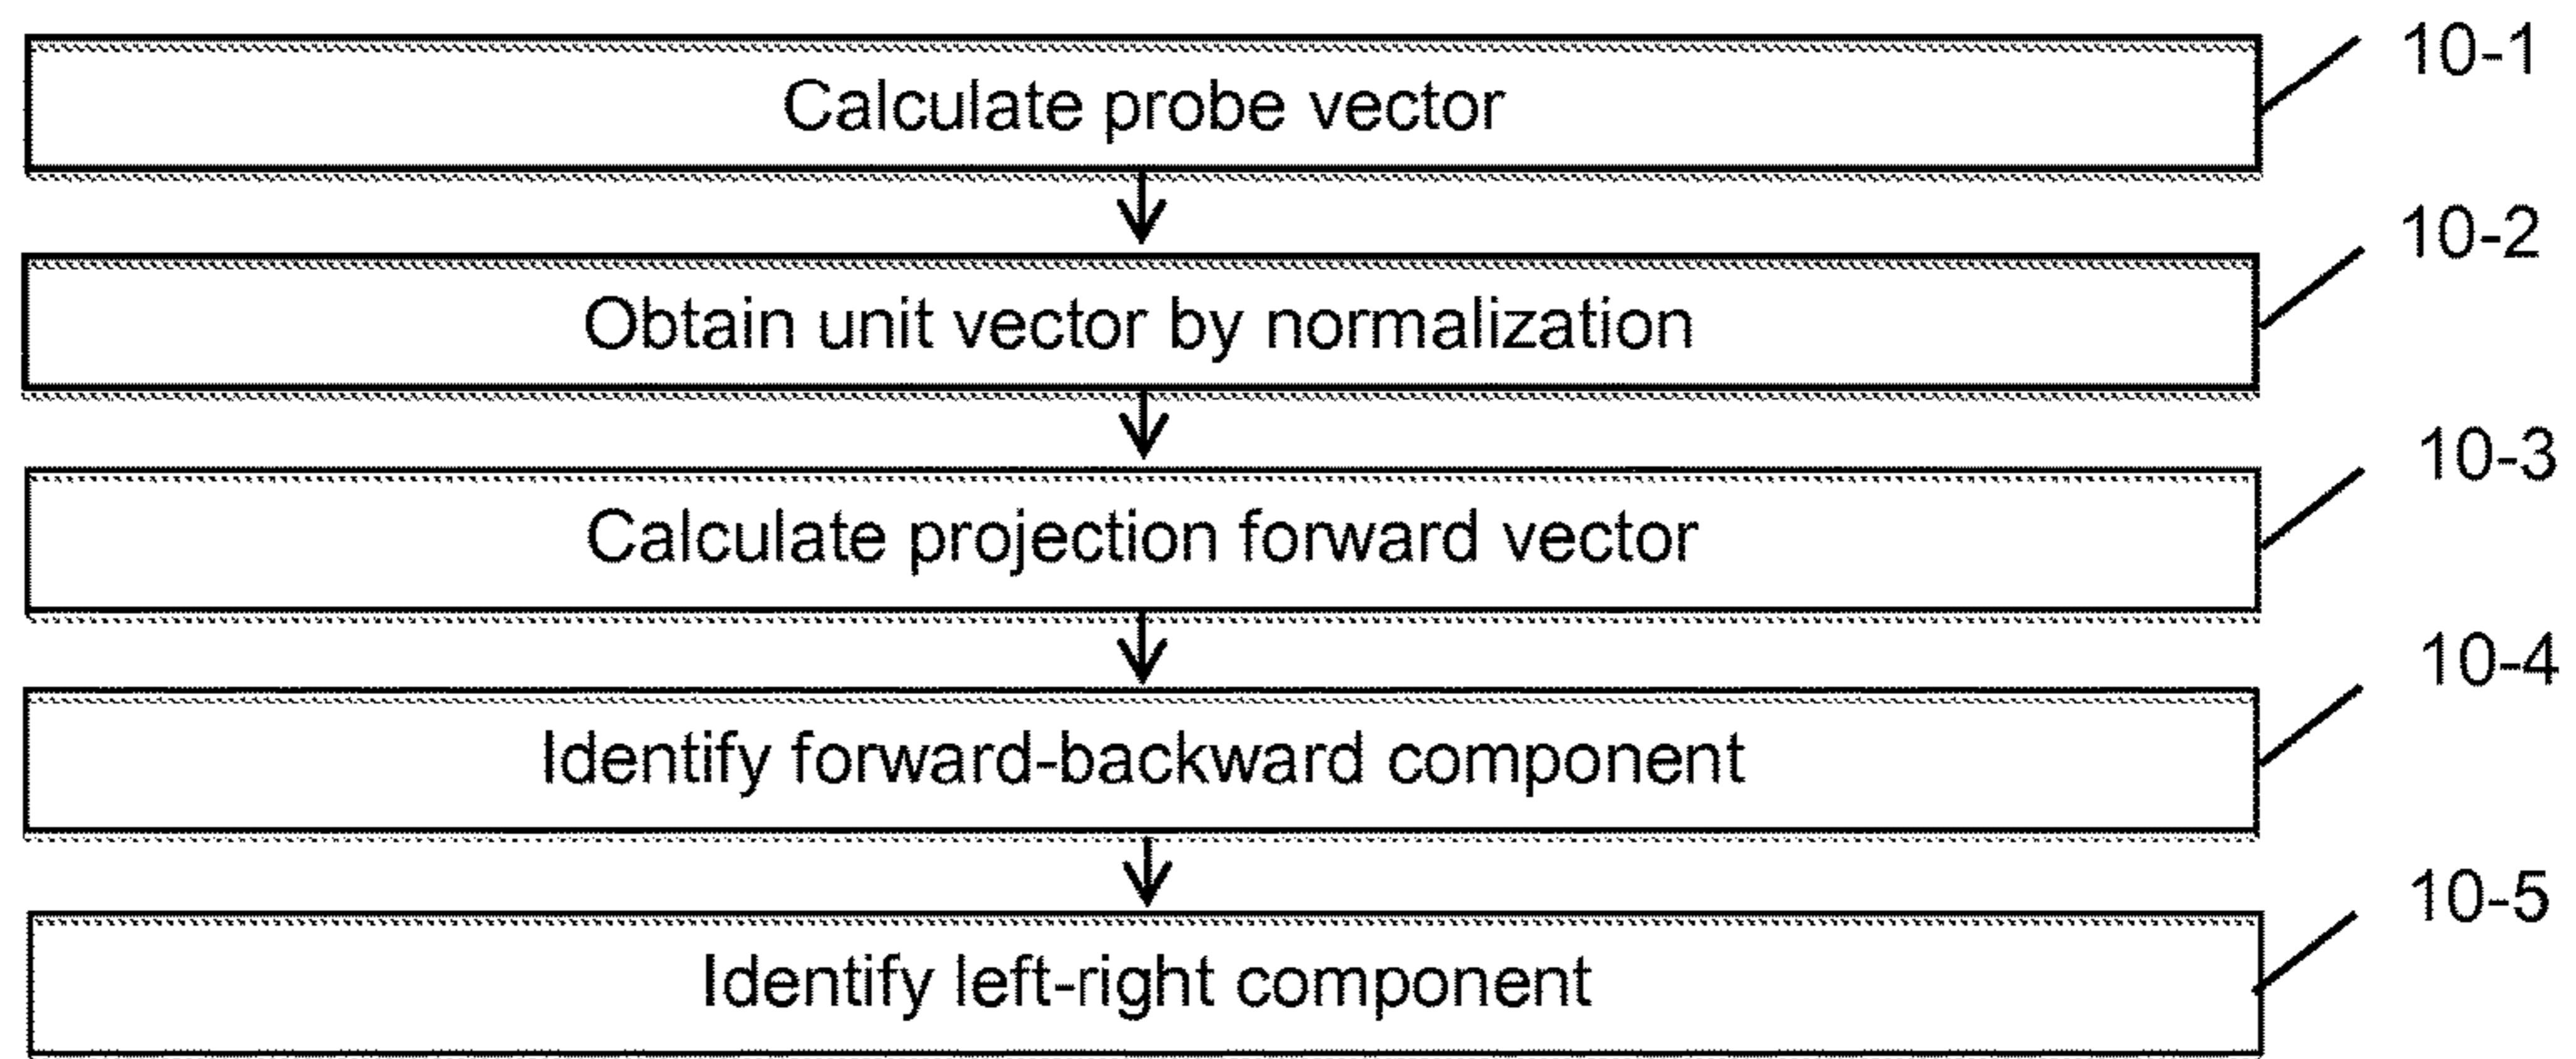 10-1
Calculate probe vector
10-2
Obtain unit vector by normalization
10-3
Calculate projection forward vector
10-4
Identify forward-backward component
10-5
Identify left-right component